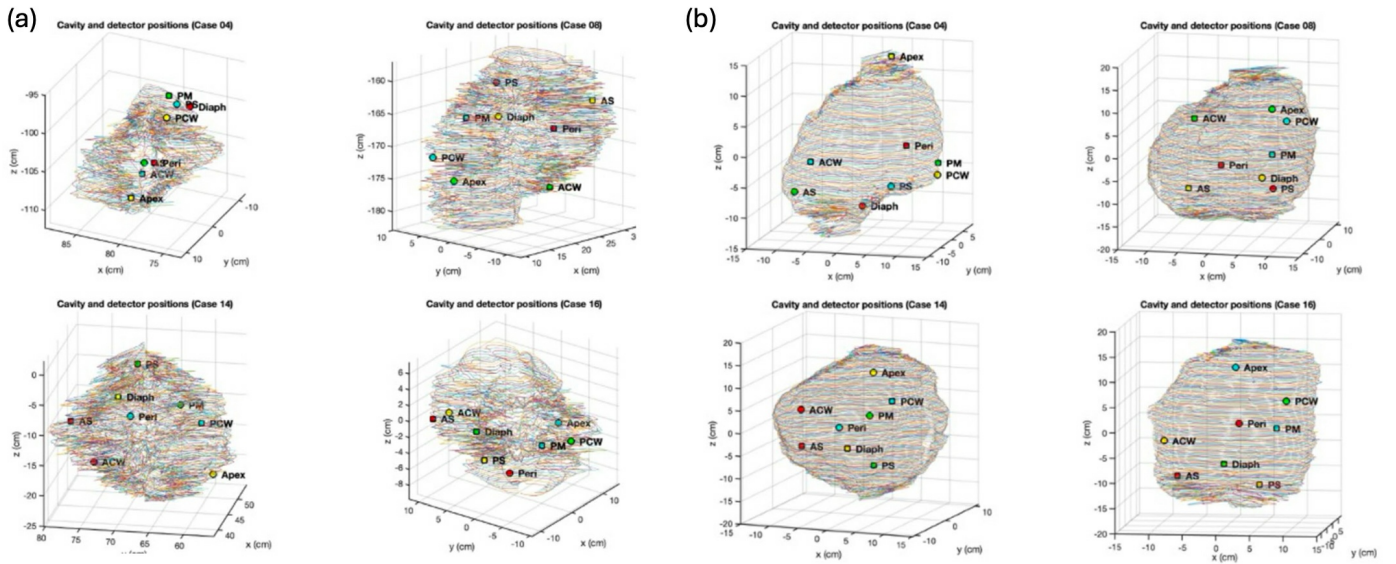 (a)
Cavity and detector positions (Case 04)
-95
-100
-105
-110
z (cm)
85
80
75
x (cm)
-10
0
10
y (cm)
PM
PS
Diaph
PCW
Peri
ACW
Apex
Cavity and detector positions (Case 08)
-160
-165
-170
-175
-180
z (cm)
10
5
0
-5
-10
y (cm)
10
15
20
25
3
x (cm)
PS
AS
PM
Diaph
Peri
PCW
Apex
ACW
(b)
Cavity and detector positions (Case 04)
15
10
5
0
-5
-10
-15
z (cm)
-15
-10
-5
0
5
10
15
x (cm)
-10
-5
0
5
y (cm)
Apex
Peri
ACW
PM
PCW
AS
PS
Diaph
Cavity and detector positions (Case 08)
20
15
10
5
0
-5
-10
-15
-20
z (cm)
-15
-10
-5
0
5
10
15
x (cm)
-10
0
10
y (cm)
Apex
ACW
PCW
PM
Peri
Diaph
AS
PS
Cavity and detector positions (Case 14)
0
-5
-10
-15
-20
-25
z (cm)
80
75
70
65
60
40
45
50
x (cm)
PS
Diaph
PM
Peri
AS
PCW
ACW
Apex
Cavity and detector positions (Case 16)
6
4
2
0
-2
-4
-6
-8
z (cm)
10
5
0
-5
-10
y (cm)
-10
0
10
x (cm)
ACW
AS
Apex
Diaph
PCW
PM
PS
Peri
Cavity and detector positions (Case 14)
20
15
10
5
0
-5
-10
-15
-20
z (cm)
-15
-10
-5
0
5
10
15
x (cm)
-10
0
10
y (cm)
Apex
ACW
PCW
PM
Peri
AS
Diaph
PS
Cavity and detector positions (Case 16)
20
15
10
5
0
-5
-10
-15
-20
z (cm)
-10
-5
0
5
10
15
x (cm)
5
y (cm)
Apex
PCW
Peri
PM
ACW
Diaph
AS
PS